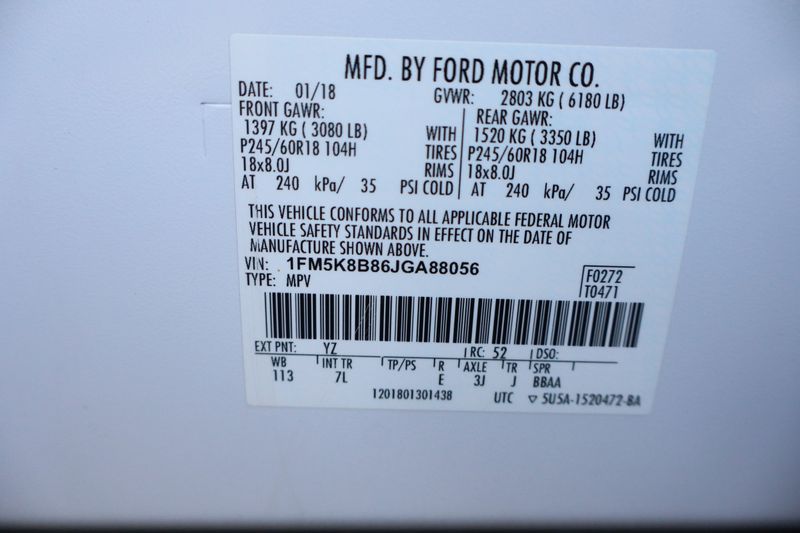 MFD. BY FORD MOTOR CO.
DATE: 01/18 GVWR: 2803 KG ( 6180 LB)
FRONT GAWR: REAR GAWR:
1397 KG ( 3080 LB) WITH 1520 KG ( 3350 LB) WITH
P245/60R18 104H TIRES P245/60R18 104H TIRES
18x8.0J RIMS 18x8.0J RIMS
AT 240 kPa/ 35 PSI COLD AT 240 kPa/ 35 PSI COLD
THIS VEHICLE CONFORMS TO ALL APPLICABLE FEDERAL MOTOR
VEHICLE SAFETY STANDARDS IN EFFECT ON THE DATE OF
MANUFACTURE SHOWN ABOVE.
VIN: 1FM5K8B86JGA88056 F0272
TYPE: MPV T0471
EXT PNT: YZ RC: 52 DSO:
WB INT TR TP/PS R AXLE TR SPR
113 7L E 3J J BBAA
1201801301438 UTC ▽ 5U5A-1520472-BA